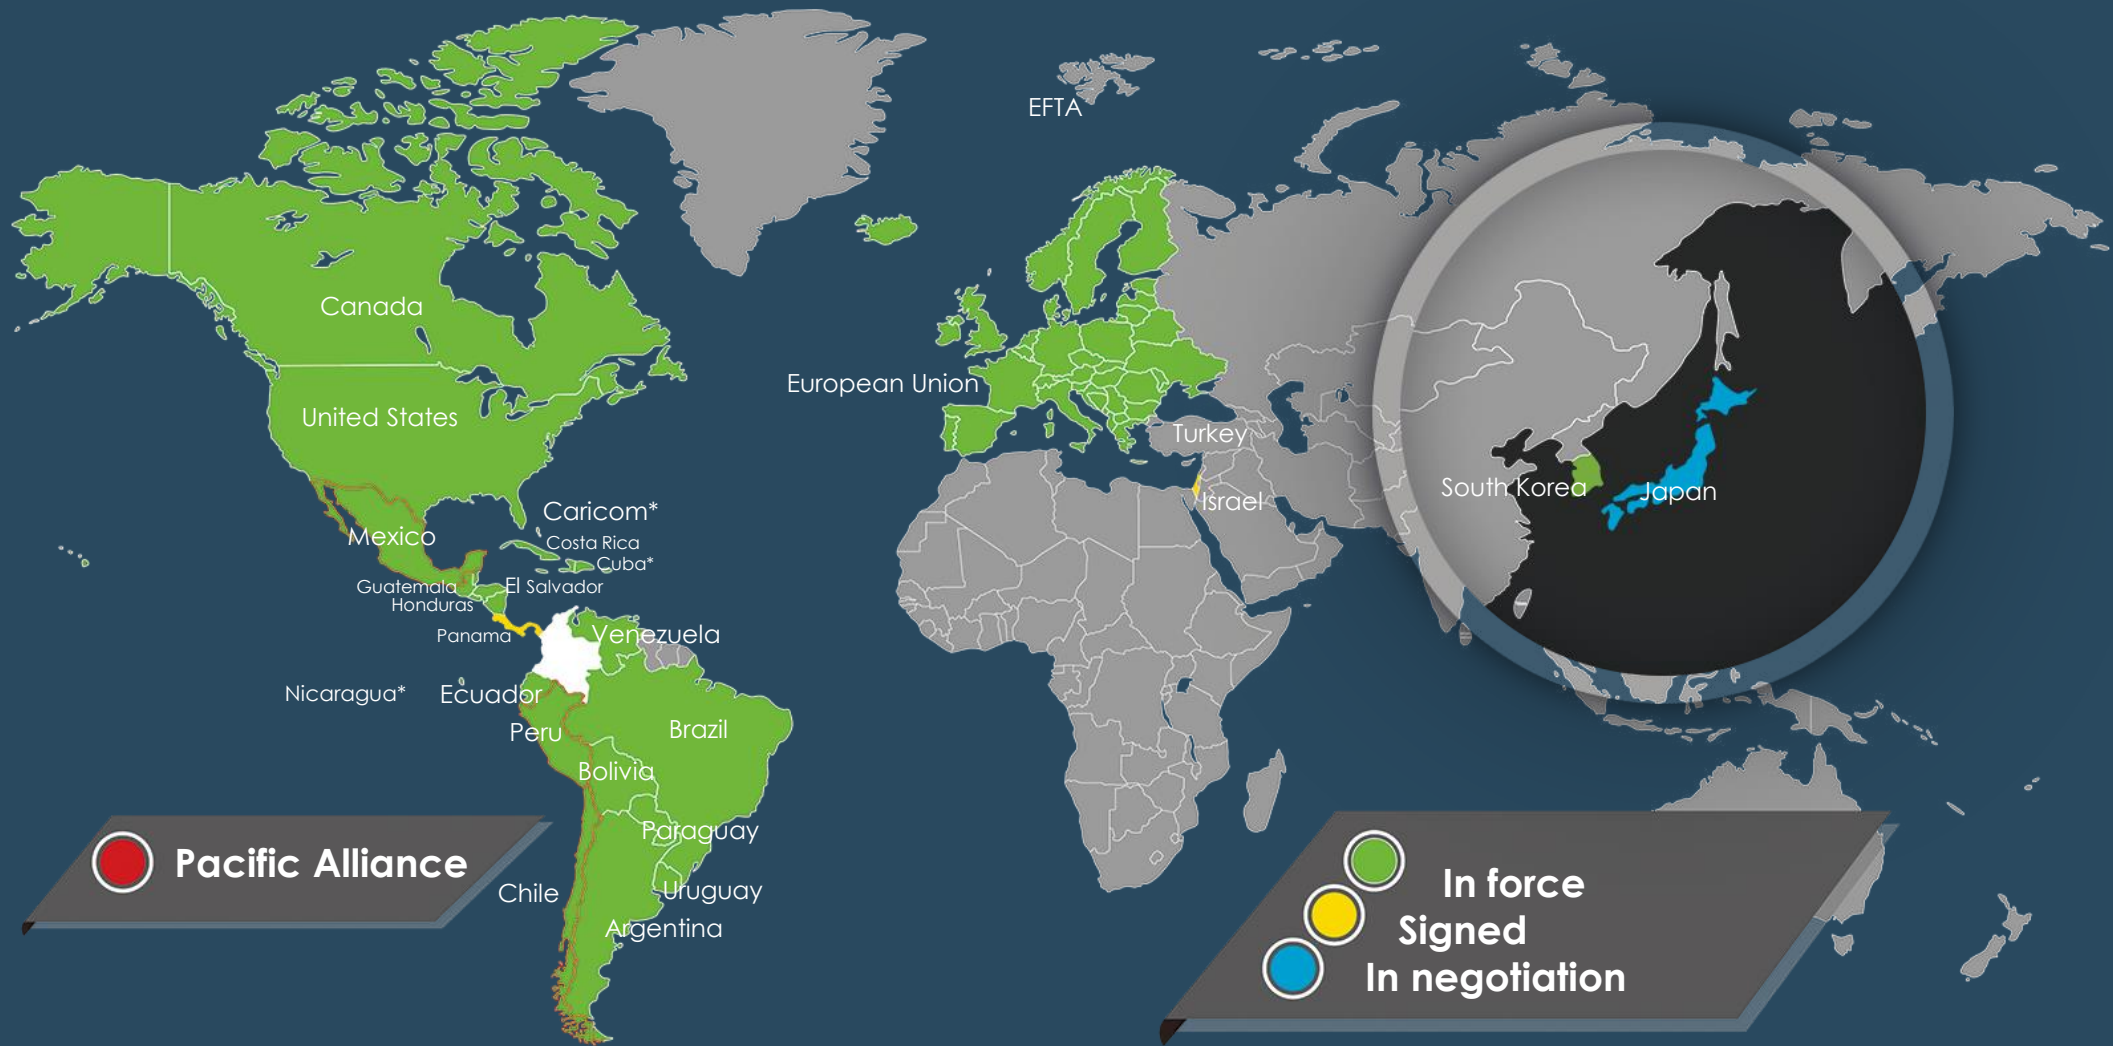 EFTA
Canada
European Union
United States
Turkey
South Korea
Japan
Israel
Caricom*
Mexico
Costa Rica
Cuba*
Guatemala
El Salvador
Honduras
Panama
Venezuela
Nicaragua*
Ecuador
Peru
Brazil
Bolivia
Paraguay
Chile
Uruguay
Argentina
Pacific Alliance
In force
Signed
In negotiation